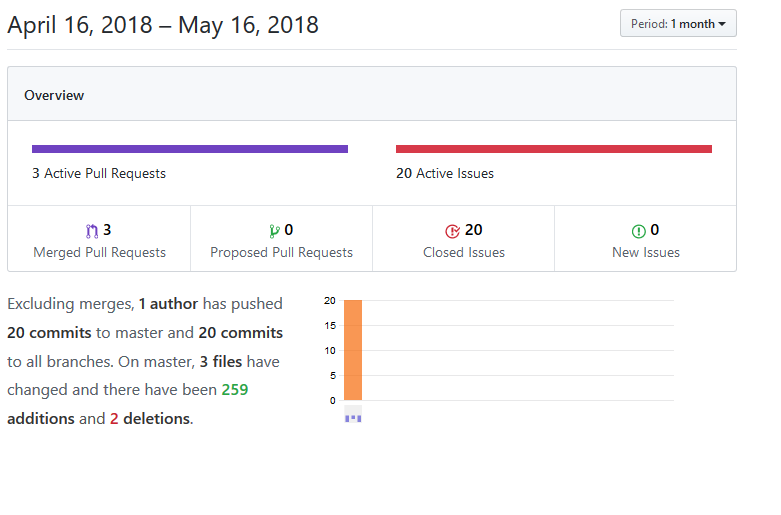 April 16, 2018 – May 16, 2018
Period: 1 month
Overview
3 Active Pull Requests
20 Active Issues
3
Merged Pull Requests
0
Proposed Pull Requests
20
Closed Issues
0
New Issues
Excluding merges, 1 author has pushed
20 commits to master and 20 commits
to all branches. On master, 3 files have
changed and there have been 259
additions and 2 deletions.
20
15
10
5
0